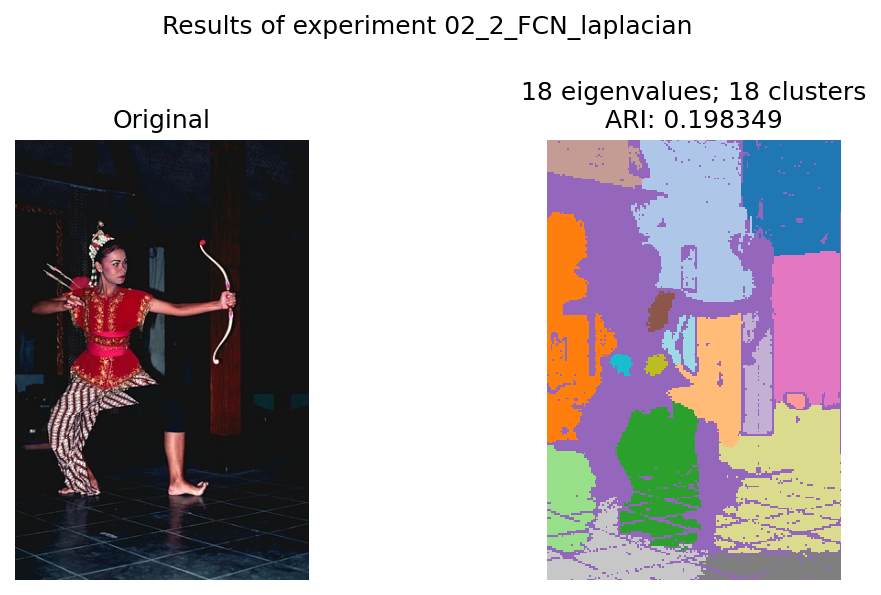 Results of experiment 02_2_FCN_laplacian
Original
18 eigenvalues; 18 clusters
ARI: 0.198349